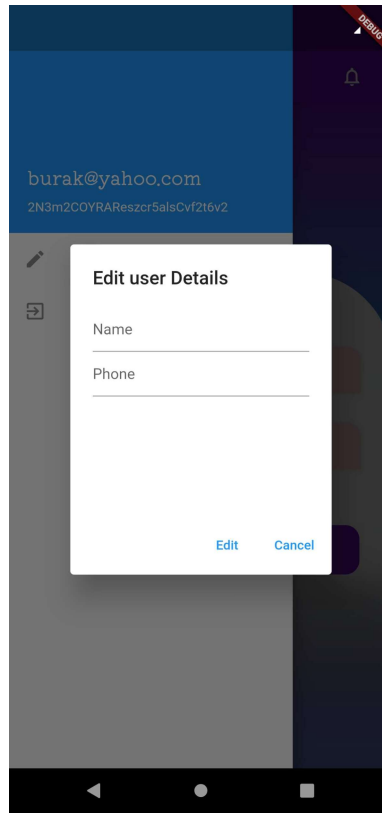 DEBUG
burak@yahoo.com
2N3m2COYRAReszcr5alsCvf2t6v2
Edit user Details
Name
Phone
Edit Cancel